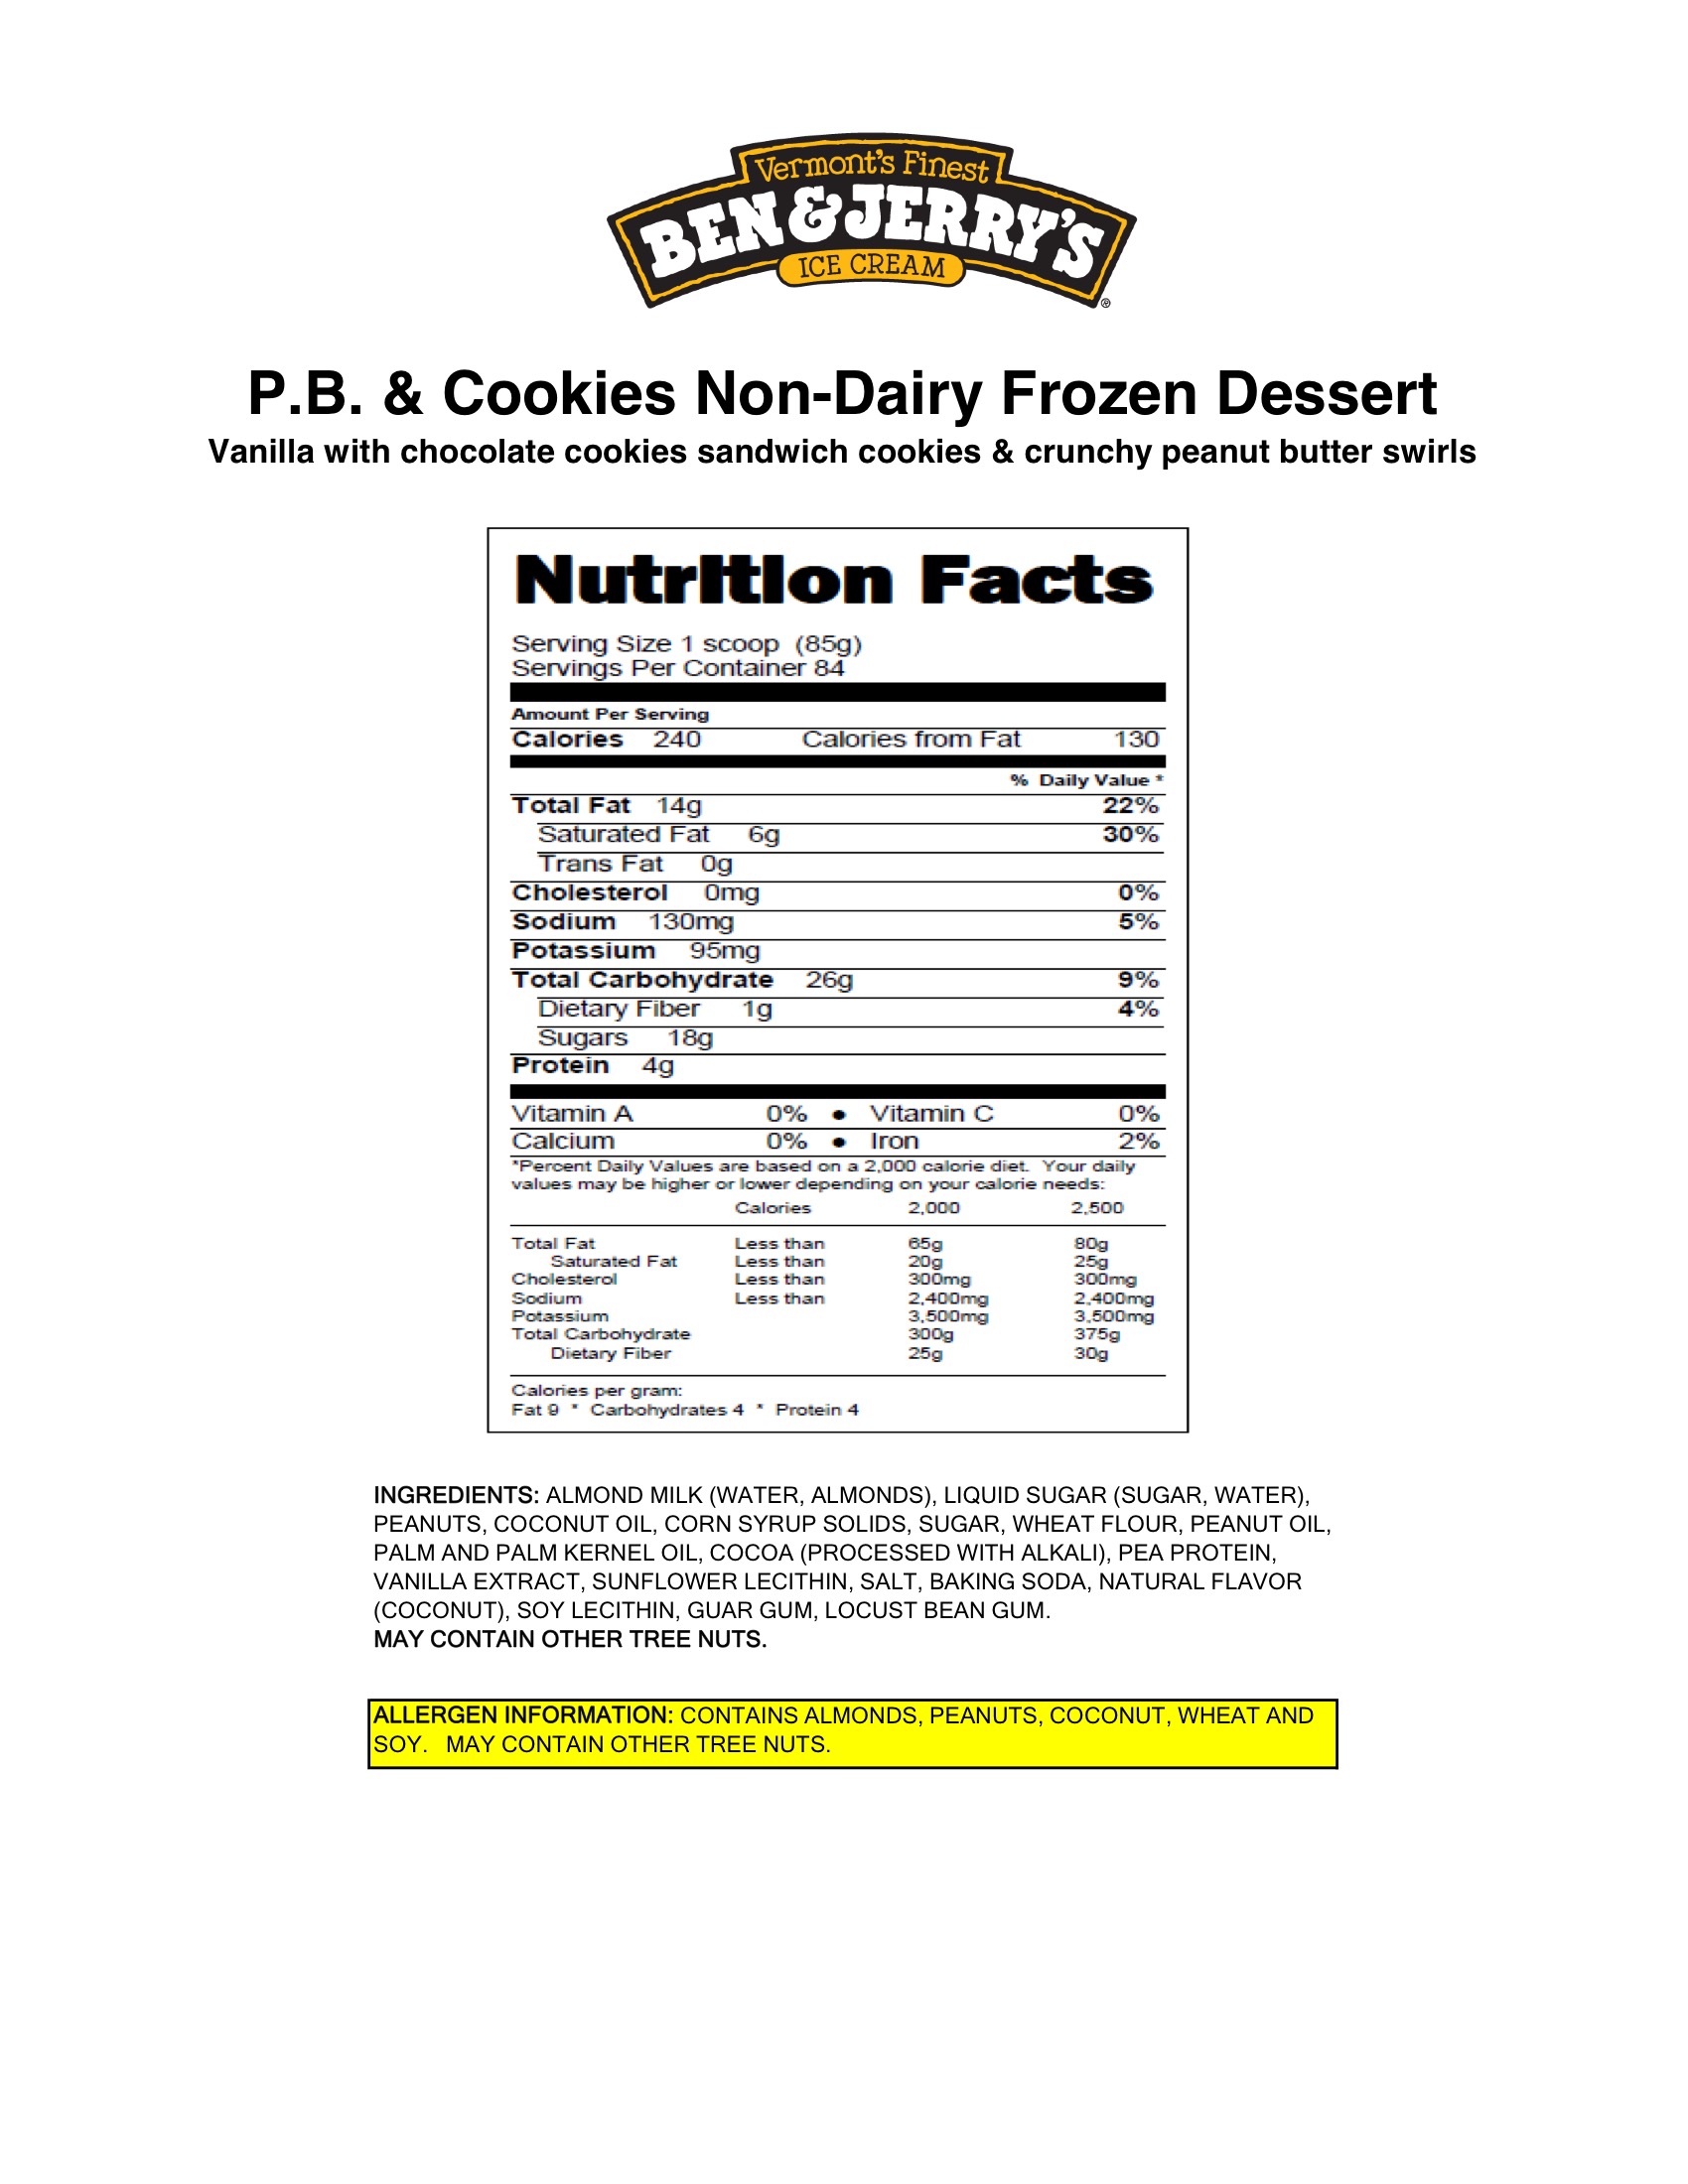 Vermont's Finest
BEN & JERRY'S
ICE CREAM
®
P.B. & Cookies Non-Dairy Frozen Dessert
Vanilla with chocolate cookies sandwich cookies & crunchy peanut butter swirls
Nutrition Facts
Serving Size 1 scoop (85g)
Servings Per Container 84
Amount Per Serving
Calories 240 Calories from Fat 130
% Daily Value *
Total Fat 14g 22%
Saturated Fat 6g 30%
Trans Fat 0g
Cholesterol 0mg 0%
Sodium 130mg 5%
Potassium 95mg
Total Carbohydrate 26g 9%
Dietary Fiber 1g 4%
Sugars 18g
Protein 4g
Vitamin A 0% ● Vitamin C 0%
Calcium 0% ● Iron 2%
*Percent Daily Values are based on a 2,000 calorie diet. Your daily
values may be higher or lower depending on your calorie needs:
Calories 2,000 2,500
Total Fat Less than 65g 80g
Saturated Fat Less than 20g 25g
Cholesterol Less than 300mg 300mg
Sodium Less than 2,400mg 2,400mg
Potassium 3,500mg 3,500mg
Total Carbohydrate 300g 375g
Dietary Fiber 25g 30g
Calories per gram:
Fat 9 * Carbohydrates 4 * Protein 4
INGREDIENTS: ALMOND MILK (WATER, ALMONDS), LIQUID SUGAR (SUGAR, WATER),
PEANUTS, COCONUT OIL, CORN SYRUP SOLIDS, SUGAR, WHEAT FLOUR, PEANUT OIL,
PALM AND PALM KERNEL OIL, COCOA (PROCESSED WITH ALKALI), PEA PROTEIN,
VANILLA EXTRACT, SUNFLOWER LECITHIN, SALT, BAKING SODA, NATURAL FLAVOR
(COCONUT), SOY LECITHIN, GUAR GUM, LOCUST BEAN GUM.
MAY CONTAIN OTHER TREE NUTS.
ALLERGEN INFORMATION: CONTAINS ALMONDS, PEANUTS, COCONUT, WHEAT AND
SOY. MAY CONTAIN OTHER TREE NUTS.